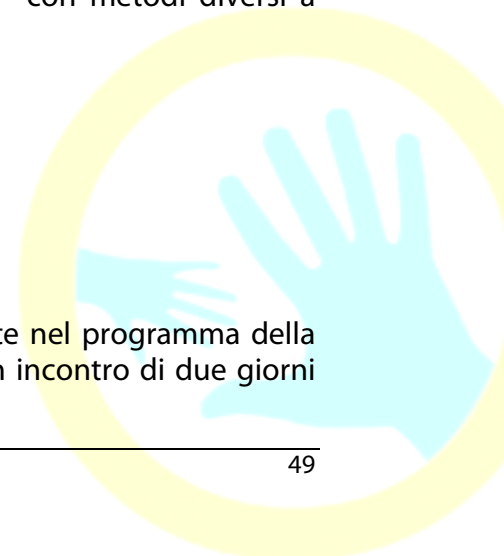 con metodi diversi a
te nel programma della
n incontro di due giorni
49